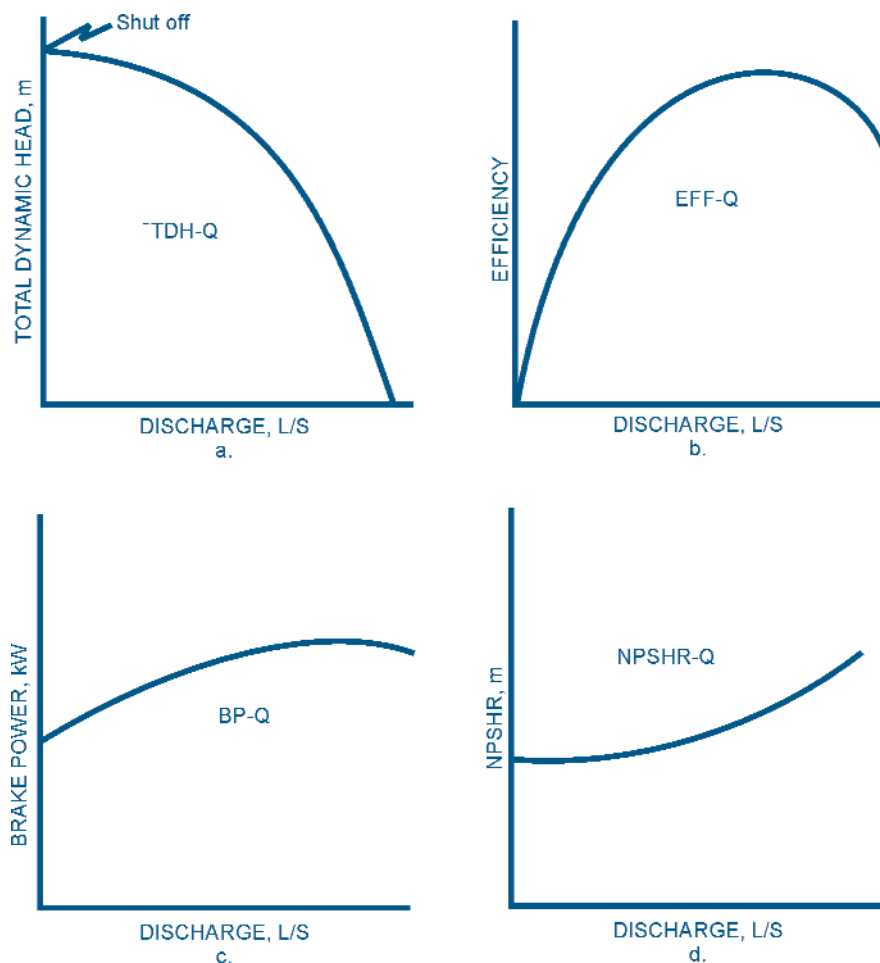 Shut off
TOTAL DYNAMIC HEAD, m
TDH-Q
DISCHARGE, L/S
a.
EFFICIENCY
EFF-Q
DISCHARGE, L/S
b.
BRAKE POWER, kW
BP-Q
DISCHARGE, L/S
c.
NPSHR, m
NPSHR-Q
DISCHARGE, L/S
d.